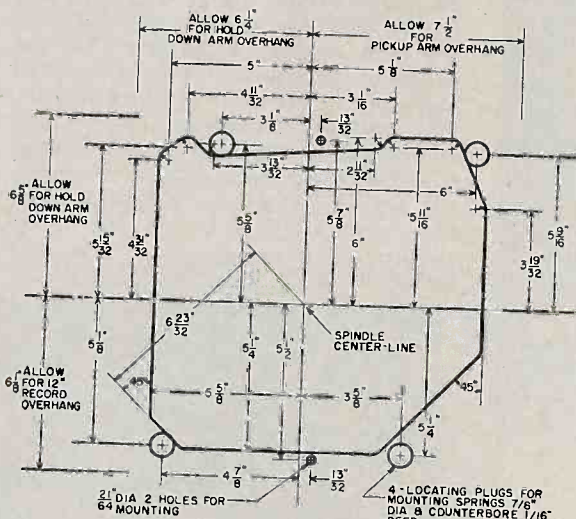 ALLOW 6 1/4"
FOR HOLD
DOWN ARM OVERHANG
ALLOW 7 1/2"
FOR
PICKUP ARM OVERHANG
5"
5 1/8"
4 11/32"
3 1/16"
3 1/8"
13/32"
3 13/32"
2 11/32"
6"
6 5/8" ALLOW
FOR HOLD
DOWN ARM
OVERHANG
5 15/32"
5 5/8"
5 7/8"
6"
5 11/16"
5 9/16"
3 19/32"
6 23/32"
SPINDLE
CENTER-LINE
5 1/8"
5 1/4"
5 1/2"
6 1/8" ALLOW
FOR 12"
RECORD
OVERHANG
45°
5 5/8"
3 5/8"
45°
5 1/4"
4 7/8"
13/32"
21/64" DIA 2 HOLES FOR
MOUNTING
4-LOCATING PLUGS FOR
MOUNTING SPRINGS 7/8"
DIA & COUNTERBORE 1/16"
DEEP